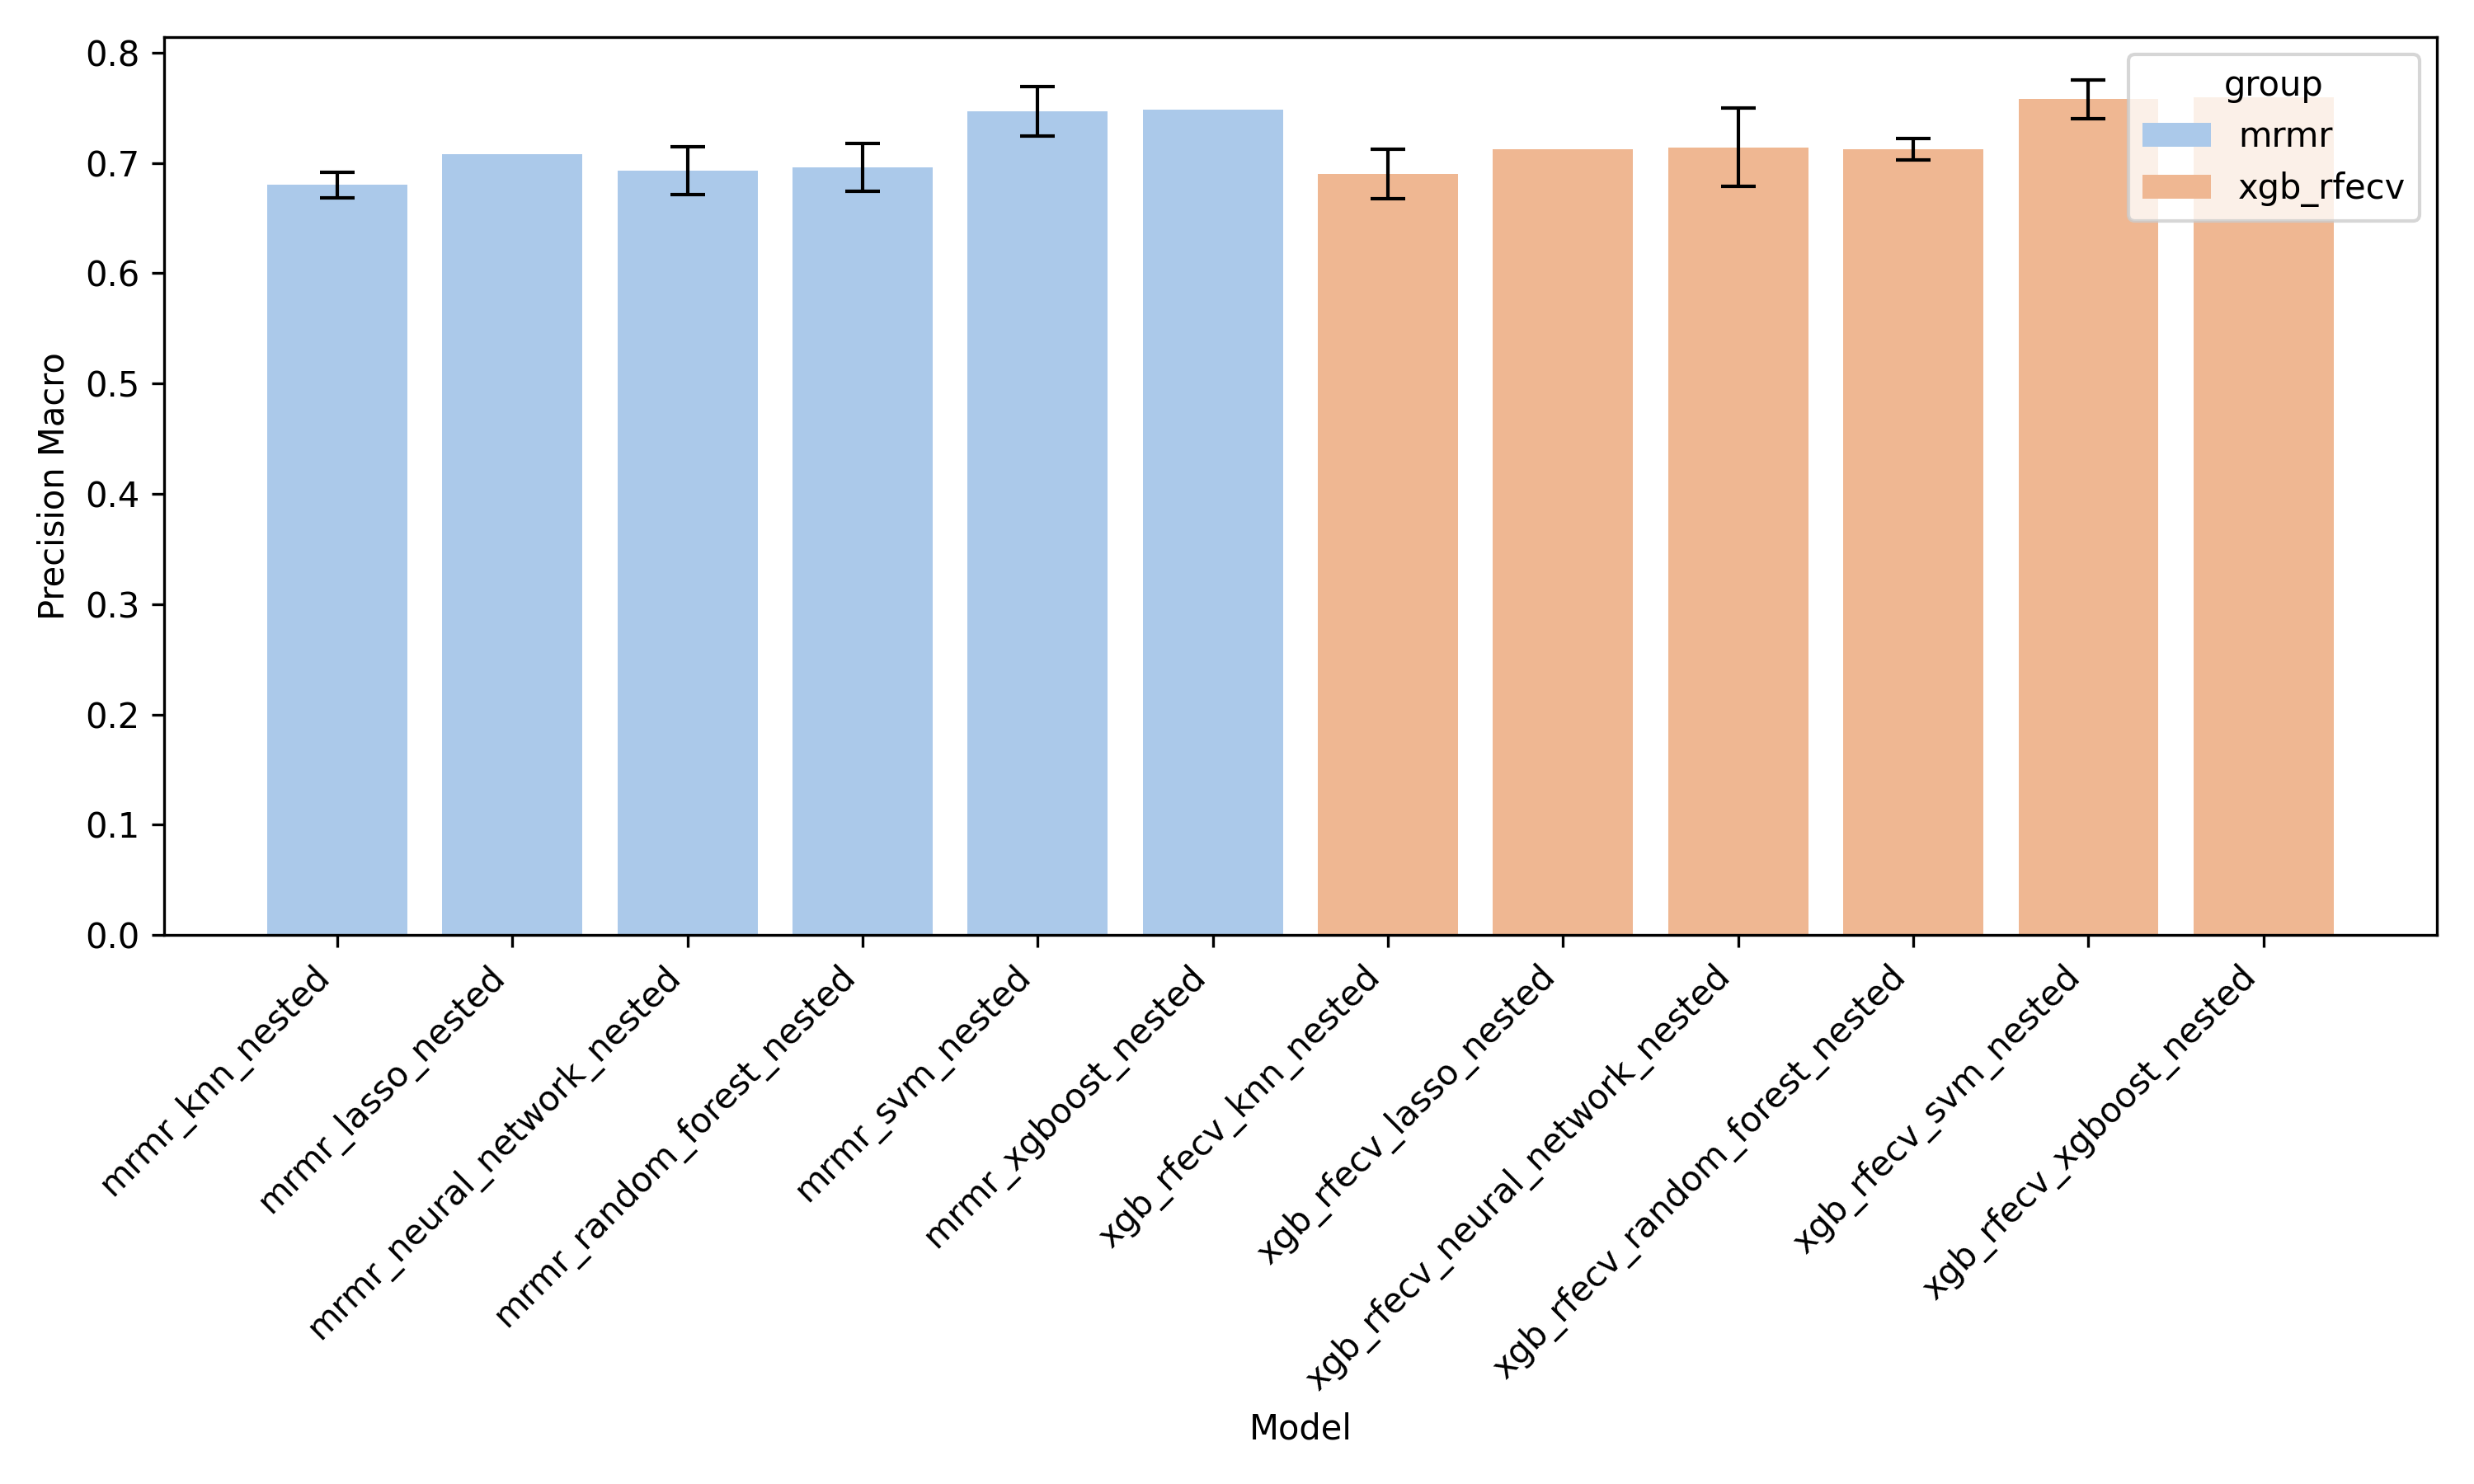 Precision Macro
0.8
0.7
0.6
0.5
0.4
0.3
0.2
0.1
0.0
group
mrmr
xgb_rfecv
mrmr_knn_nested
mrmr_lasso_nested
mrmr_neural_network_nested
mrmr_random_forest_nested
mrmr_svm_nested
mrmr_xgboost_nested
xgb_rfecv_knn_nested
xgb_rfecv_lasso_nested
xgb_rfecv_neural_network_nested
xgb_rfecv_random_forest_nested
xgb_rfecv_svm_nested
xgb_rfecv_xgboost_nested
Model